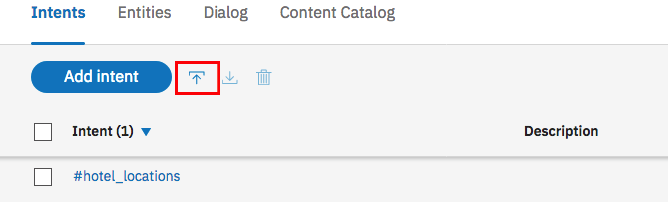 Intents Entities Dialog Content Catalog
Add intent
Intent (1) Description
#hotel_locations